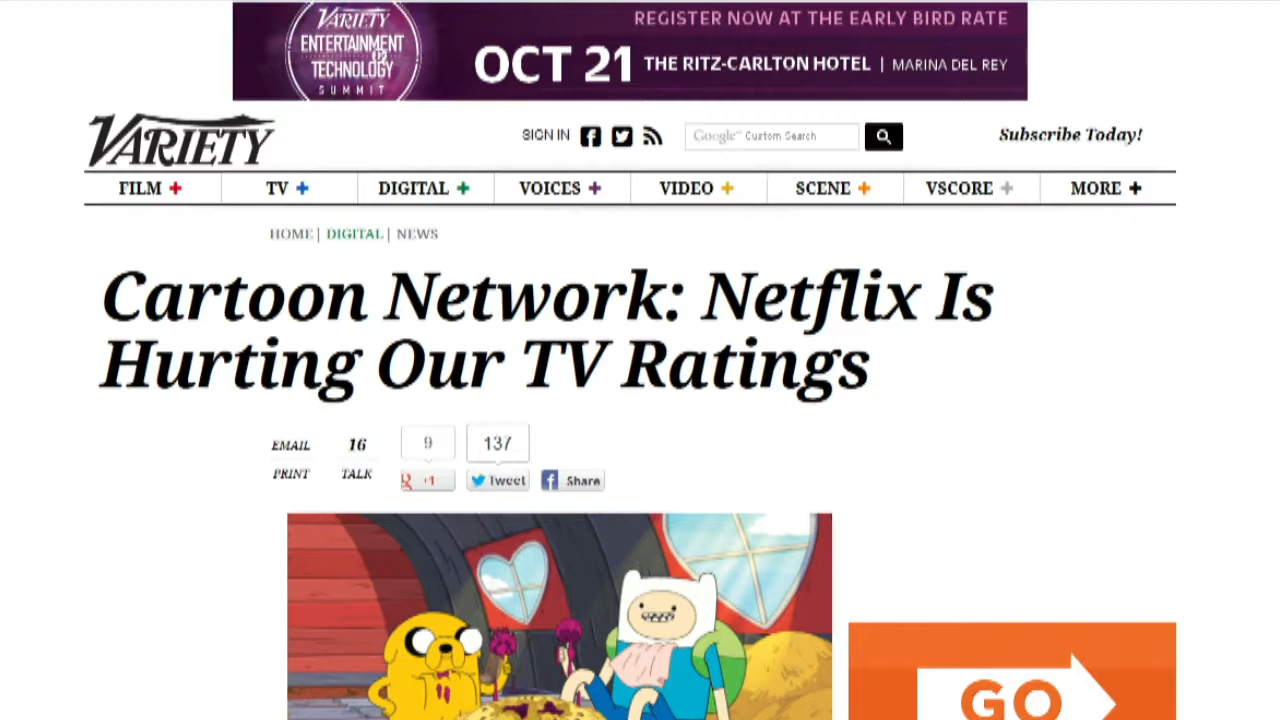 VARIETY
ENTERTAINMENT
&
TECHNOLOGY
SUMMIT
REGISTER NOW AT THE EARLY BIRD RATE
OCT 21 THE RITZ-CARLTON HOTEL | MARINA DEL REY
VARIETY
SIGN IN
Google™ Custom Search
Subscribe Today!
FILM + TV + DIGITAL + VOICES + VIDEO + SCENE + VSCORE + MORE +
HOME | DIGITAL | NEWS
Cartoon Network: Netflix Is
Hurting Our TV Ratings
EMAIL 16 9 137
PRINT TALK +1 Tweet Share
GO